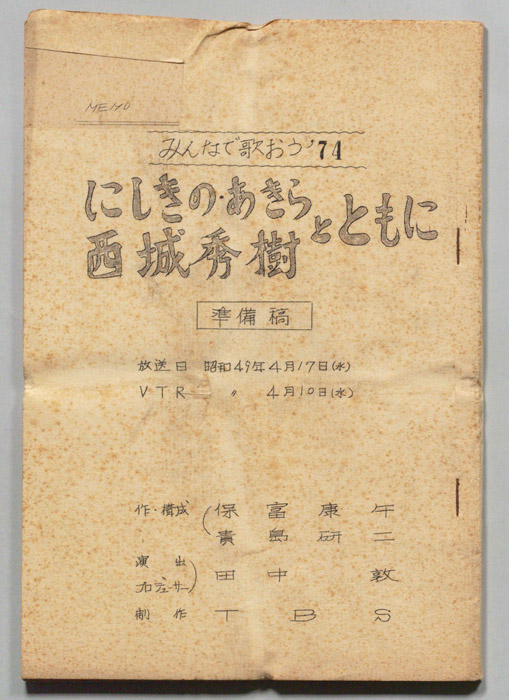 MEMO
みんなで歌おう'74
にしきの・あきら
西城秀樹
とともに
準備稿
放送日 昭和49年4月17日(水)
VTR 〃 4月10日(水)
作・構成 保富康午
島研二
演出
プロデューサー
田中敦
制作 TBS